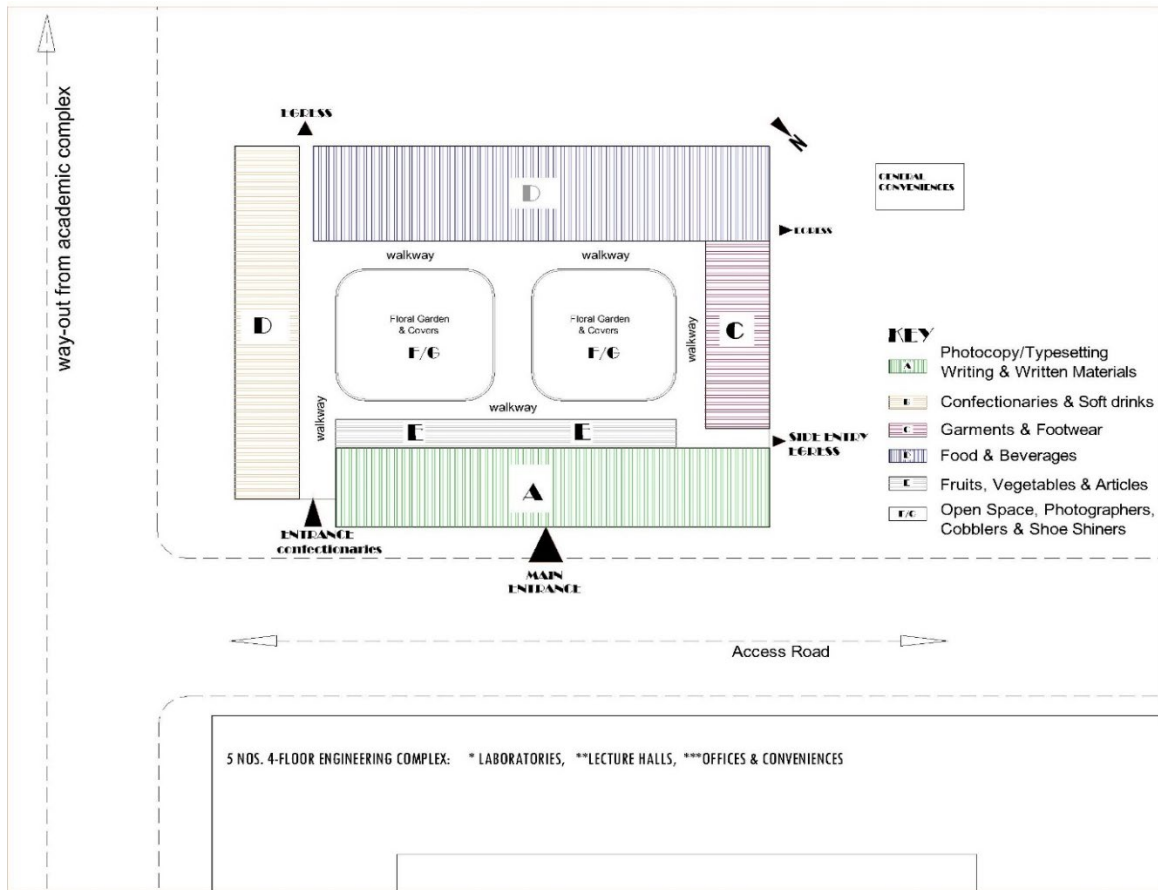 way-out from academic complex
EGRESS
N
D
GENERAL
CONVENIENCES
EGRESS
walkway
walkway
Floral Garden
& Covers
F/G
Floral Garden
& Covers
F/G
D
C
walkway
walkway
walkway
E
E
SIDE ENTRY
EGRESS
A
ENTRANCE
confectionaries
MAIN
ENTRANCE
KEY
A
Photocopy/Typesetting
Writing & Written Materials
Confectionaries & Soft drinks
C
Garments & Footwear
Food & Beverages
E
Fruits, Vegetables & Articles
F/G
Open Space, Photographers,
Cobblers & Shoe Shiners
Access Road
5 NOS. 4-FLOOR ENGINEERING COMPLEX: * LABORATORIES, **LECTURE HALLS, ***OFFICES & CONVENIENCES